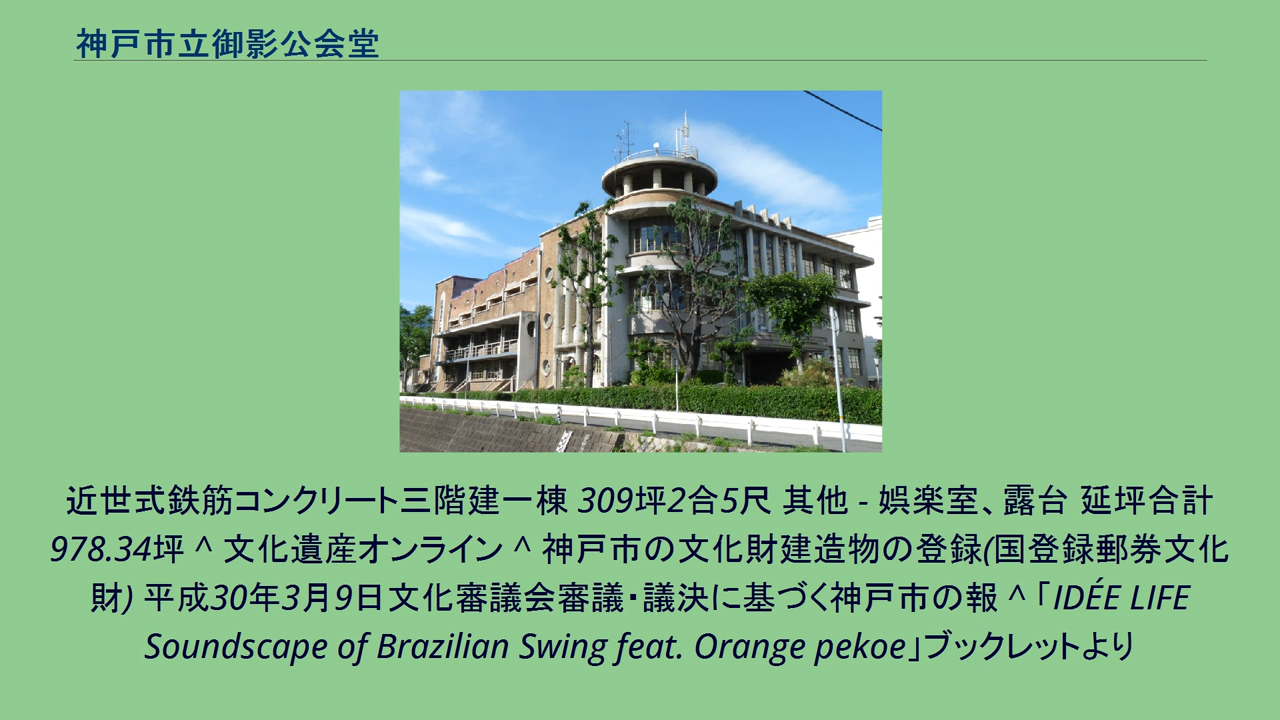 神戸市立御影公会堂
近世式鉄筋コンクリート三階建一棟 309坪2合5尺 其他 - 娯楽室、露台 延坪合計
978.34坪 ^ 文化遺産オンライン ^ 神戸市の文化財建造物の登録(国登録郵券文化
財) 平成30年3月9日文化審議会審議・議決に基づく神戸市の報 ^ 「IDÉE LIFE
Soundscape of Brazilian Swing feat. Orange pekoe」ブックレットより